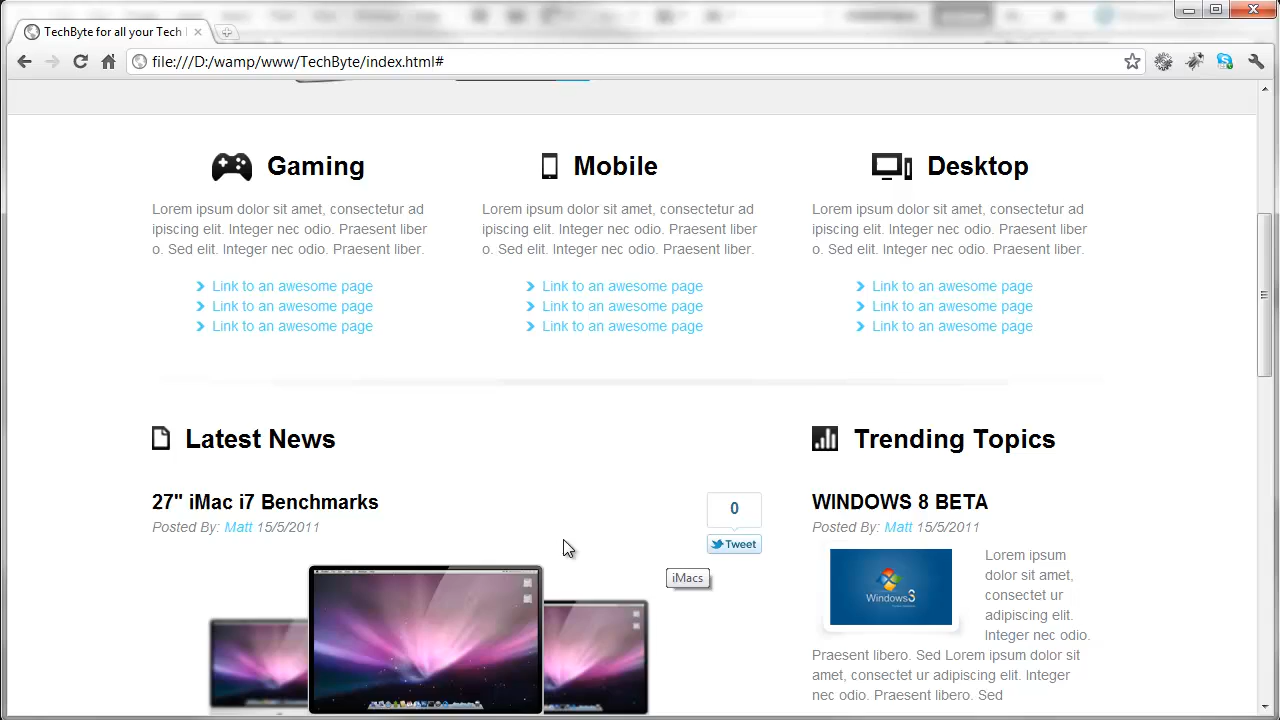 TechByte for all your Tech
file:///D:/wamp/www/TechByte/index.html#
Gaming
Lorem ipsum dolor sit amet, consectetur ad
ipiscing elit. Integer nec odio. Praesent liber
o. Sed elit. Integer nec odio. Praesent liber.
Link to an awesome page
Link to an awesome page
Link to an awesome page
Mobile
Lorem ipsum dolor sit amet, consectetur ad
ipiscing elit. Integer nec odio. Praesent liber
o. Sed elit. Integer nec odio. Praesent liber.
Link to an awesome page
Link to an awesome page
Link to an awesome page
Desktop
Lorem ipsum dolor sit amet, consectetur ad
ipiscing elit. Integer nec odio. Praesent liber
o. Sed elit. Integer nec odio. Praesent liber.
Link to an awesome page
Link to an awesome page
Link to an awesome page
Latest News
27" iMac i7 Benchmarks
Posted By: Matt 15/5/2011
0
Tweet
iMacs
Trending Topics
WINDOWS 8 BETA
Posted By: Matt 15/5/2011
Windows8
Lorem ipsum
dolor sit amet,
consectet ur
adipiscing elit.
Integer nec odio.
Praesent libero. Sed Lorem ipsum dolor sit
amet, consectet ur adipiscing elit. Integer
nec odio. Praesent libero. Sed